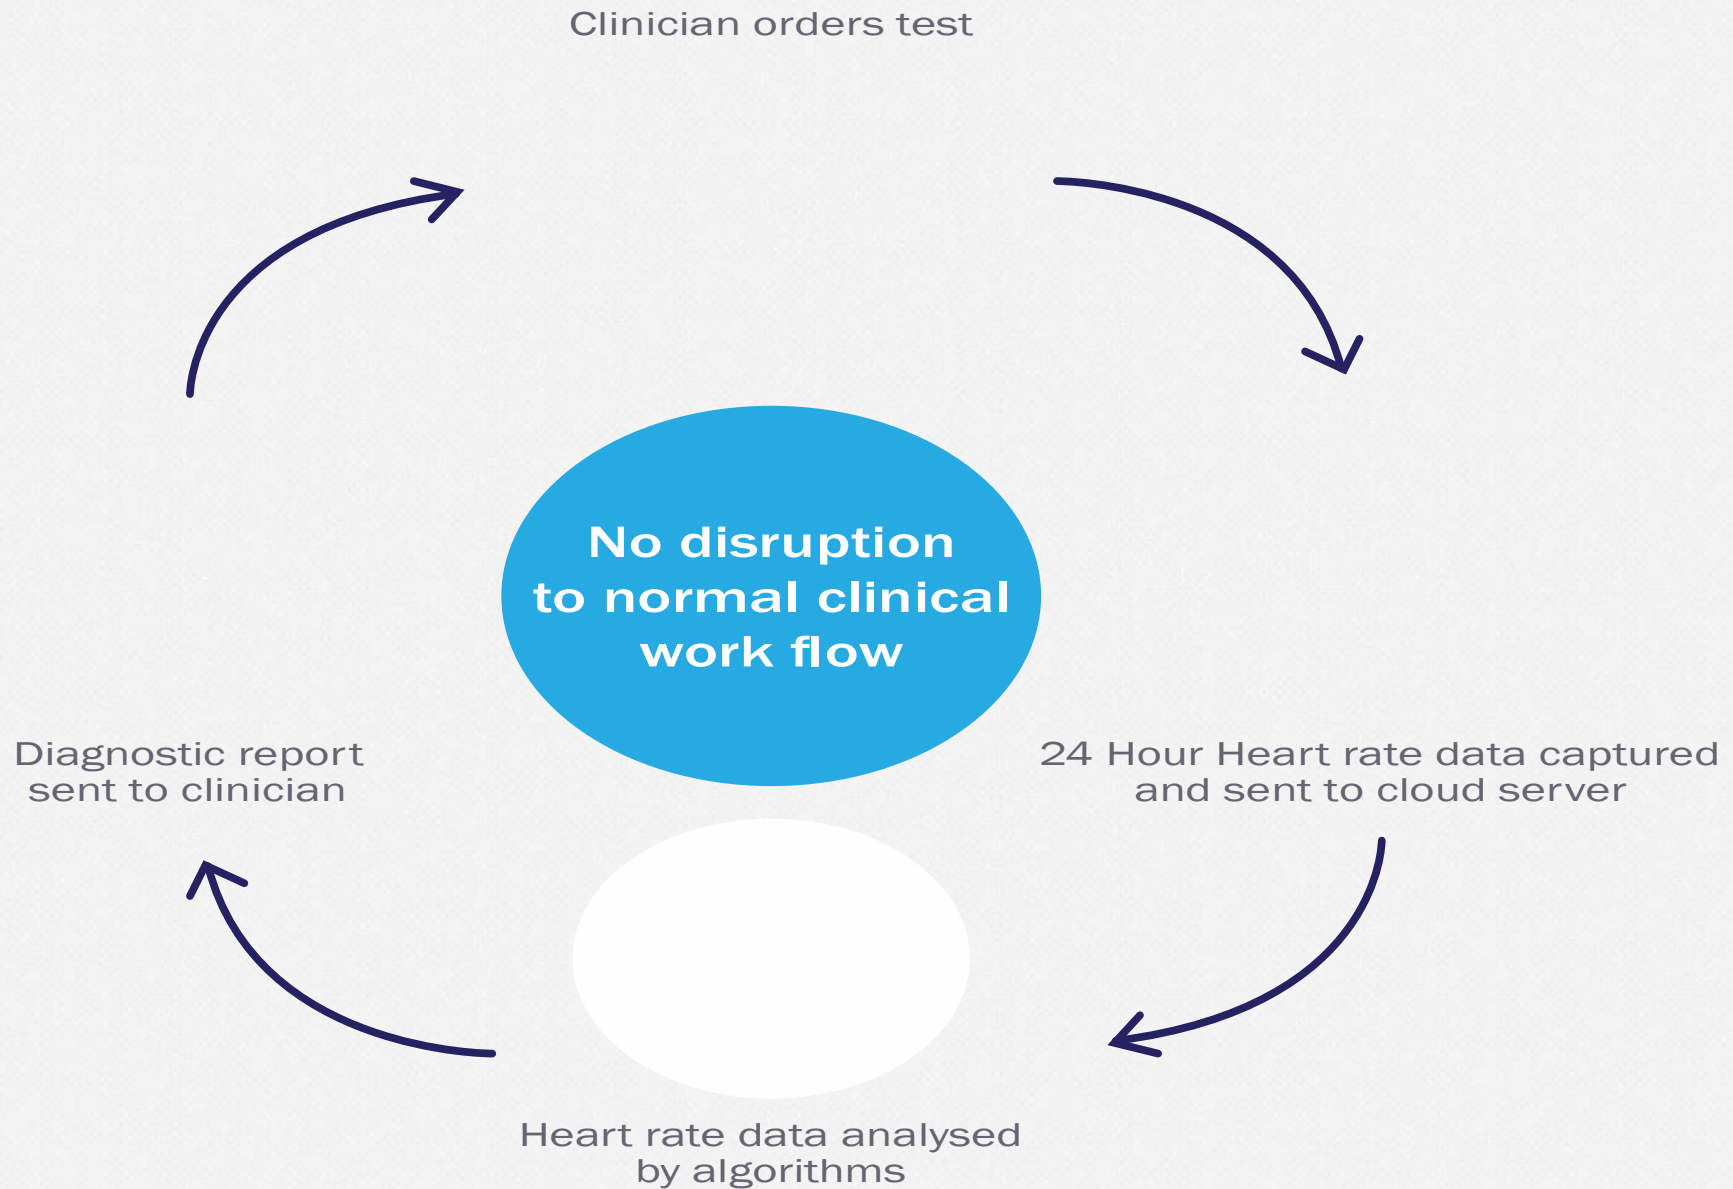 Clinician orders test
No disruption
to normal clinical
work flow
Diagnostic report
sent to clinician
24 Hour Heart rate data captured
and sent to cloud server
Heart rate data analysed
by algorithms